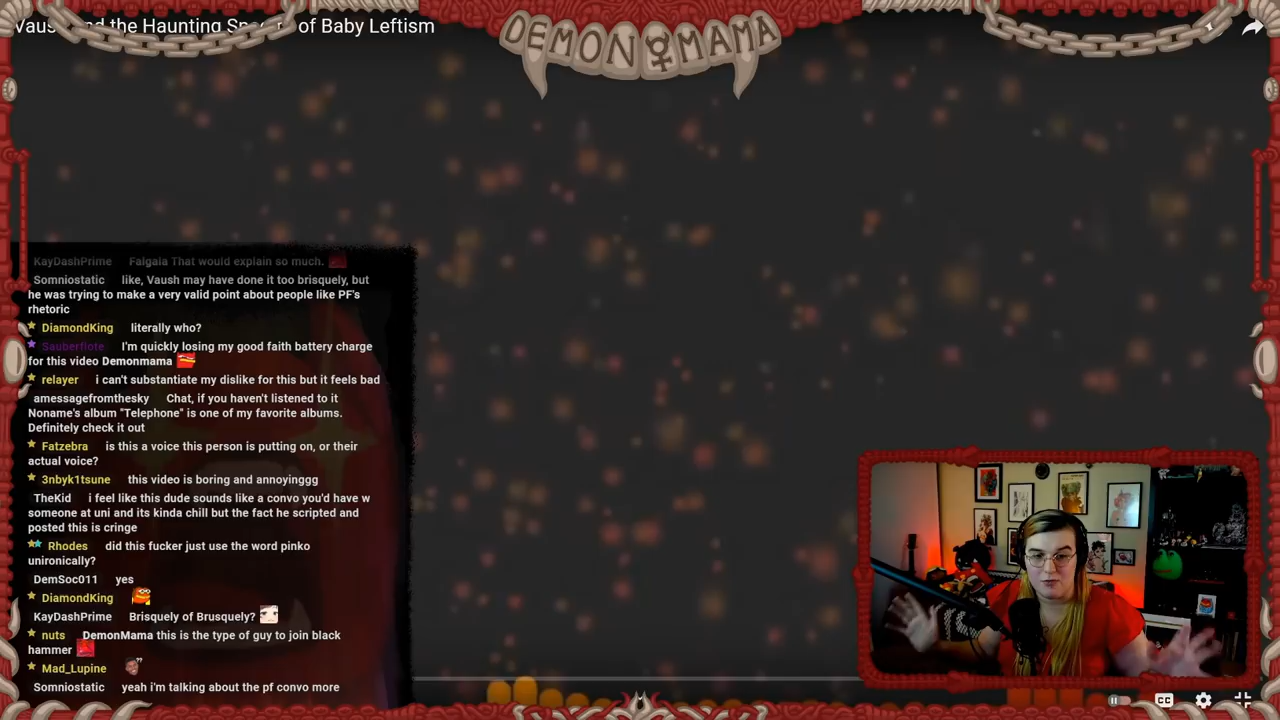 Vaus and the Haunting Sp of Baby Leftism
DEMON MAMA
KayDashPrime Falgaia That would explain so much.
Somniostatic like, Vaush may have done it too brisquely, but
he was trying to make a very valid point about people like PF's
rhetoric
DiamondKing literally who?
Sauberflote I'm quickly losing my good faith battery charge
for this video Demonmama
relayer i can't substantiate my dislike for this but it feels bad
amessagefromthesky Chat, if you haven't listened to it
Noname's album "Telephone" is one of my favorite albums.
Definitely check it out
Fatzebra is this a voice this person is putting on, or their
actual voice?
3nbyk1tsune this video is boring and annoyinggg
TheKid i feel like this dude sounds like a convo you'd have w
someone at uni and its kinda chill but the fact he scripted and
posted this is cringe
Rhodes did this fucker just use the word pinko
unironically?
DemSoc011 yes
DiamondKing
KayDashPrime Brisquely of Brusquely?
nuts DemonMama this is the type of guy to join black
hammer
Mad_Lupine
Somniostatic yeah i'm talking about the pf convo more
CC